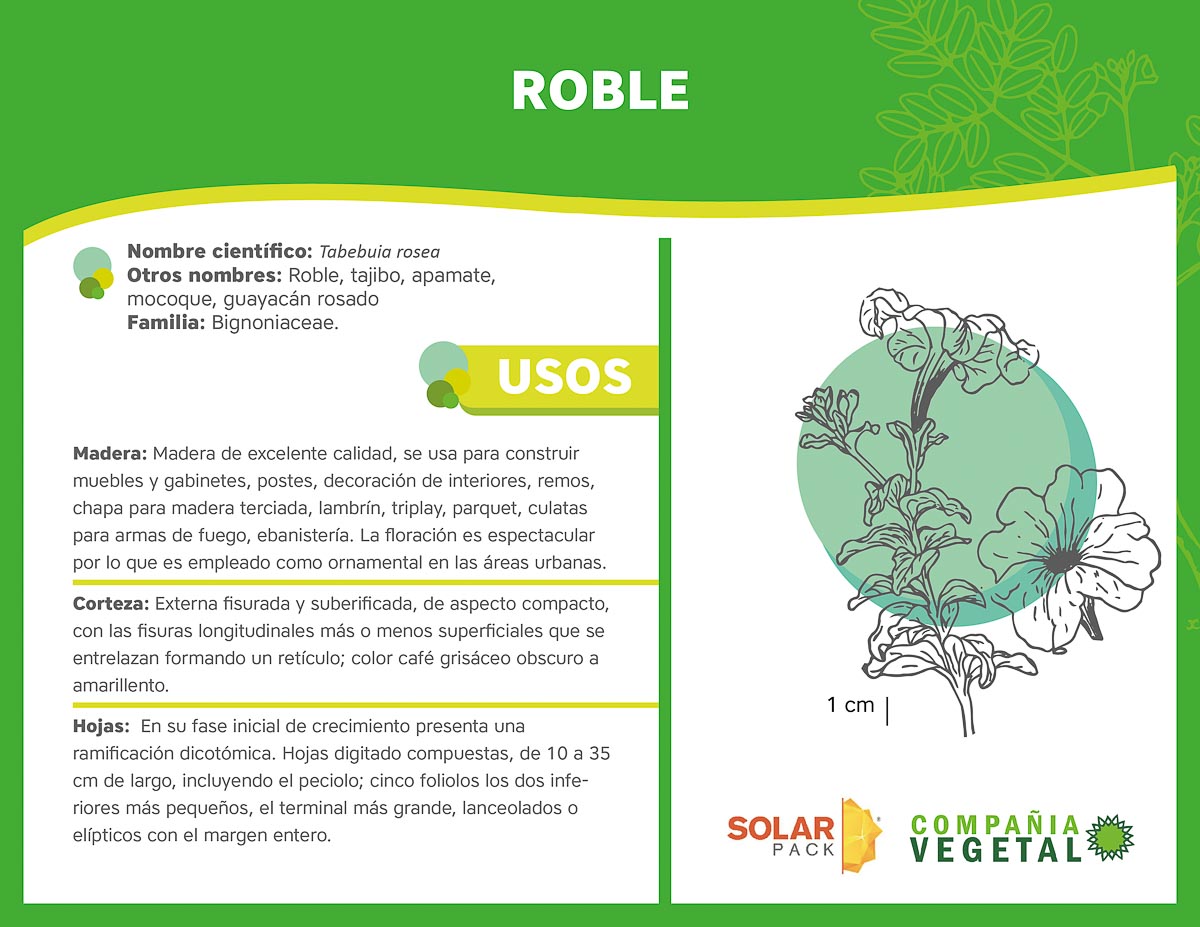 ROBLE
Nombre científico: Tabebuia rosea
Otros nombres: Roble, tajibo, apamate,
mocoque, guayacán rosado
Familia: Bignoniaceae.
USOS
Madera: Madera de excelente calidad, se usa para construir
muebles y gabinetes, postes, decoración de interiores, remos,
chapa para madera terciada, lambrín, triplay, parquet, culatas
para armas de fuego, ebanistería. La floración es espectacular
por lo que es empleado como ornamental en las áreas urbanas.
Corteza: Externa fisurada y suberificada, de aspecto compacto,
con las fisuras longitudinales más o menos superficiales que se
entrelazan formando un retículo; color café grisáceo obscuro a
amarillento.
Hojas: En su fase inicial de crecimiento presenta una
ramificación dicotómica. Hojas digitado compuestas, de 10 a 35
cm de largo, incluyendo el peciolo; cinco foliolos los dos infe-
riores más pequeños, el terminal más grande, lanceolados o
elípticos con el margen entero.
1 cm
SOLAR
PACK
COMPAÑIA
VEGETAL